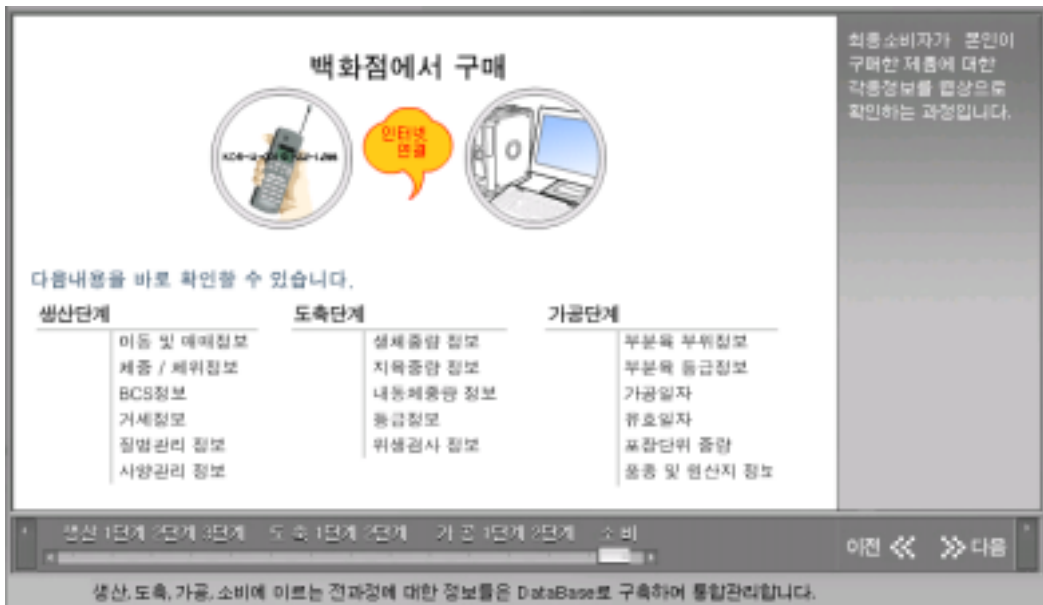 백화점에서 구매
인터넷
연결
최종소비자가 본인이
구매한 제품에 대한
각종정보를 웹상으로
확인하는 과정입니다.
다음내용을 바로 확인할 수 있습니다.
생산단계
이동 및 매매정보
체중 / 체위정보
BCS정보
거세정보
질병관리 정보
사양관리 정보
도축단계
생체중량 정보
지육중량 정보
냉동체중량 정보
등급정보
위생검사 정보
가공단계
부분육 부위정보
부분육 등급정보
가공일자
유효일자
포장단위 중량
품종 및 원산지 정보
생산 1단계 2단계 3단계 도 축 1단계 2단계 가 공 1단계 2단계 소 비
이전 다음
생산, 도축, 가공, 소비에 이르는 전과정에 대한 정보들은 DataBase로 구축하여 통합관리합니다.